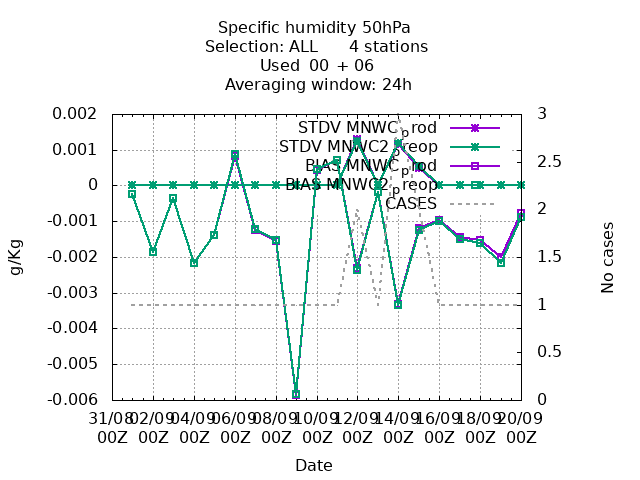 Specific humidity 50hPa
Selection: ALL 4 stations
Used 00 + 06
Averaging window: 24h
0.002
0.001
0
-0.001
-0.002
-0.003
-0.004
-0.005
-0.006
g/Kg
STDV MNWC_prod
STDV MNWC2_preop
BIAS MNWC_prod
BIAS MNWC2_preop
CASES
3
2.5
2
1.5
1
0.5
0
No cases
31/08 02/09 04/09 06/09 08/09 10/09 12/09 14/09 16/09 18/09 20/09
00Z 00Z 00Z 00Z 00Z 00Z 00Z 00Z 00Z 00Z 00Z
Date